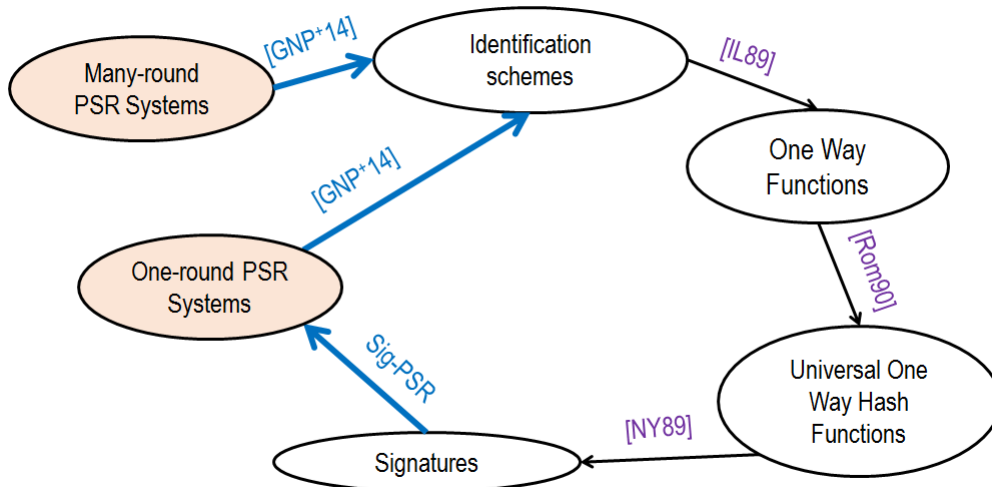 [GNP+14]
Many-round
PSR Systems
Identification
schemes
[IL89]
One Way
Functions
[GNP+14]
[Rom90]
One-round PSR
Systems
Sig-PSR
Universal One
Way Hash
Functions
[NY89]
Signatures